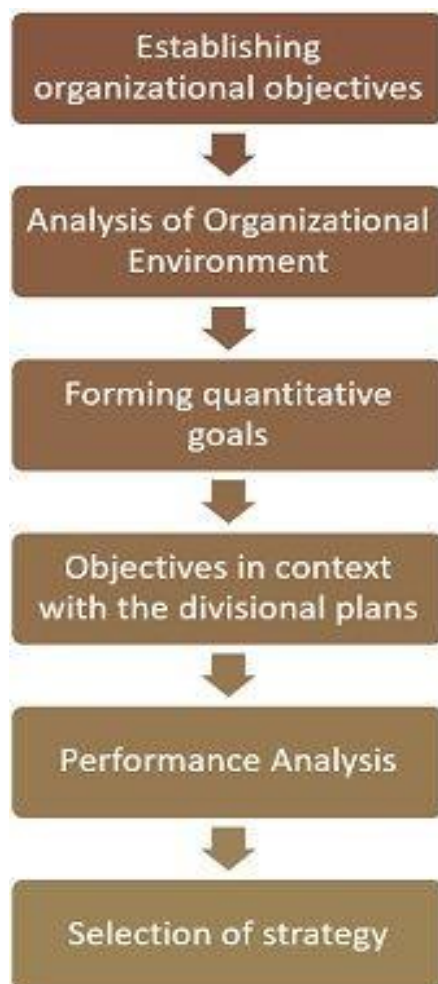 Establishing
organizational objectives
Analysis of Organizational
Environment
Forming quantitative
goals
Objectives in context
with the divisional plans
Performance Analysis
Selection of strategy